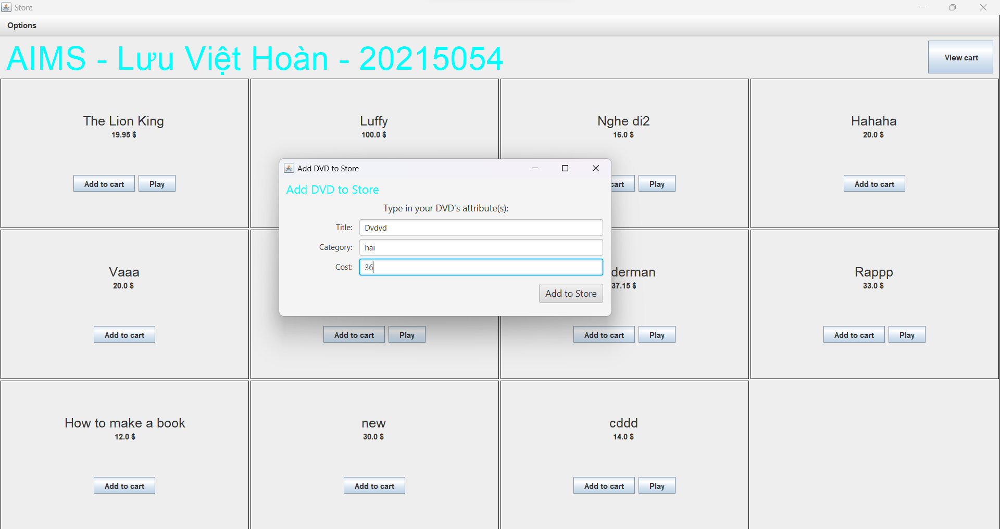 Store
Options
AIMS - Lưu Việt Hoàn - 20215054
View cart
The Lion King
19.95 $
Add to cart
Play
Luffy
100.0 $
Nghe di2
16.0 $
cart
Play
Hahaha
20.0 $
Add to cart
Add DVD to Store
Add DVD to Store
Type in your DVD's attribute(s):
Title:
Dvdvd
Category:
hai
Cost:
36
Add to Store
Vaaa
20.0 $
Add to cart
Add to cart
Play
derman
37.15 $
Add to cart
Play
Rappp
33.0 $
Add to cart
Play
How to make a book
12.0 $
Add to cart
new
30.0 $
Add to cart
cddd
14.0 $
Add to cart
Play